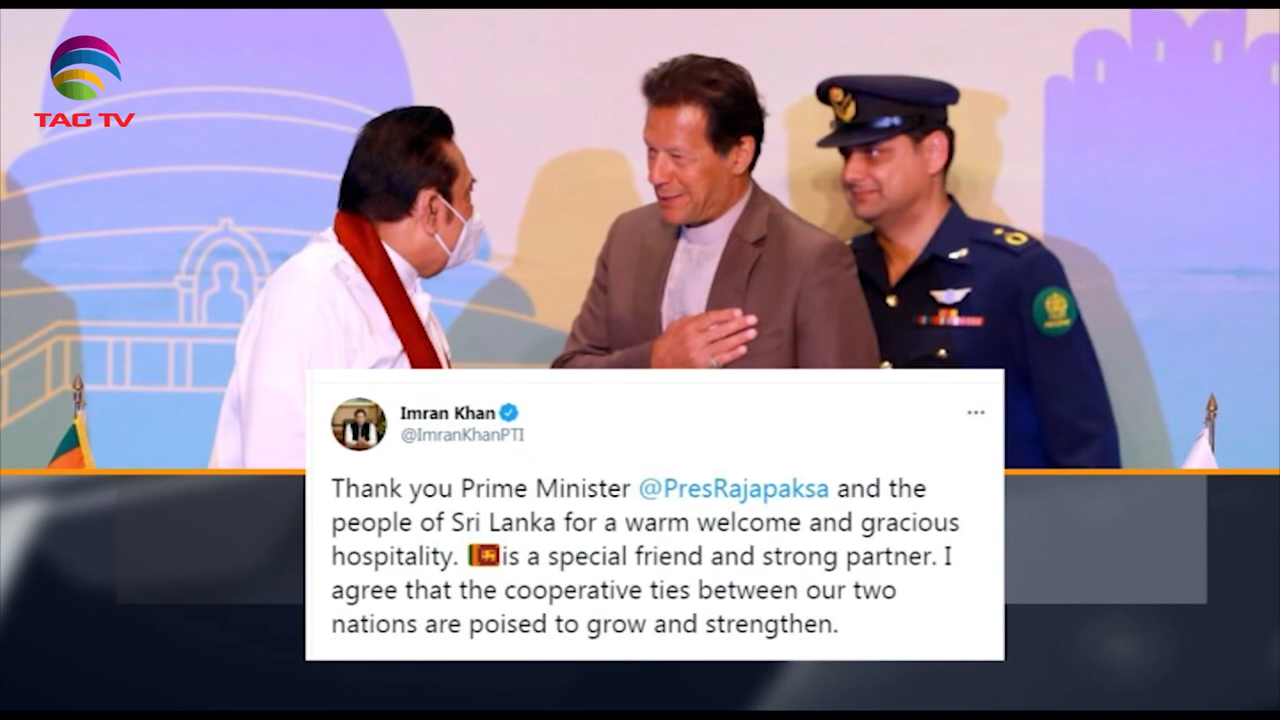 TAG TV
Imran Khan
@ImranKhanPTI
Thank you Prime Minister @PresRajapaksa and the
people of Sri Lanka for a warm welcome and gracious
hospitality. 🇱🇰is a special friend and strong partner. I
agree that the cooperative ties between our two
nations are poised to grow and strengthen.